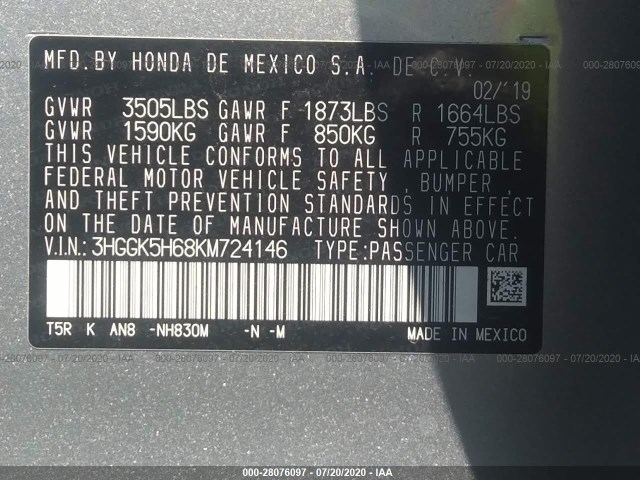 MFD. BY HONDA DE MEXICO S.A. DE C.V.
02/'19
GVWR 3505LBS GAWR F 1873LBS R 1664LBS
GVWR 1590KG GAWR F 850KG R 755KG
THIS VEHICLE CONFORMS TO ALL APPLICABLE
FEDERAL MOTOR VEHICLE SAFETY , BUMPER ,
AND THEFT PREVENTION STANDARDS IN EFFECT
ON THE DATE OF MANUFACTURE SHOWN ABOVE.
V.I.N.: 3HGGK5H68KM724146 TYPE:PASSENGER CAR
T5R K AN8 -NH830M -N -M MADE IN MEXICO
000-28076097 - 07/20/2020 - IAA